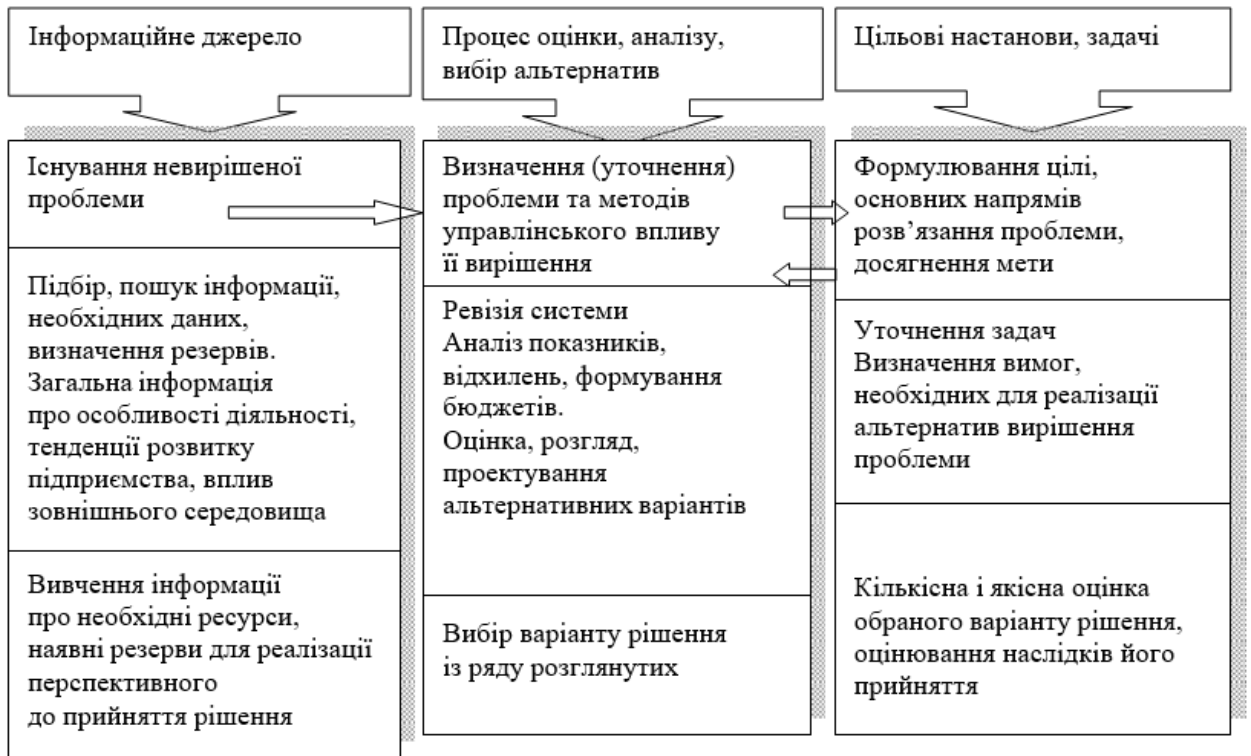 Інформаційне джерело
Процес оцінки, аналізу,
вибір альтернатив
Цільові настанови, задачі
Існування невирішеної
проблеми
Підбір, пошук інформації,
необхідних даних,
визначення резервів.
Загальна інформація
про особливості діяльності,
тенденції розвитку
підприємства, вплив
зовнішнього середовища
Вивчення інформації
про необхідні ресурси,
наявні резерви для реалізації
перспективного
до прийняття рішення
Визначення (уточнення)
проблеми та методів
управлінського впливу
її вирішення
Ревізія системи
Аналіз показників,
відхилень, формування
бюджетів.
Оцінка, розгляд,
проектування
альтернативних варіантів
Вибір варіанту рішення
із ряду розглянутих
Формулювання цілі,
основних напрямів
розв’язання проблеми,
досягнення мети
Уточнення задач
Визначення вимог,
необхідних для реалізації
альтернатив вирішення
проблеми
Кількісна і якісна оцінка
обраного варіанту рішення,
оцінювання наслідків його
прийняття